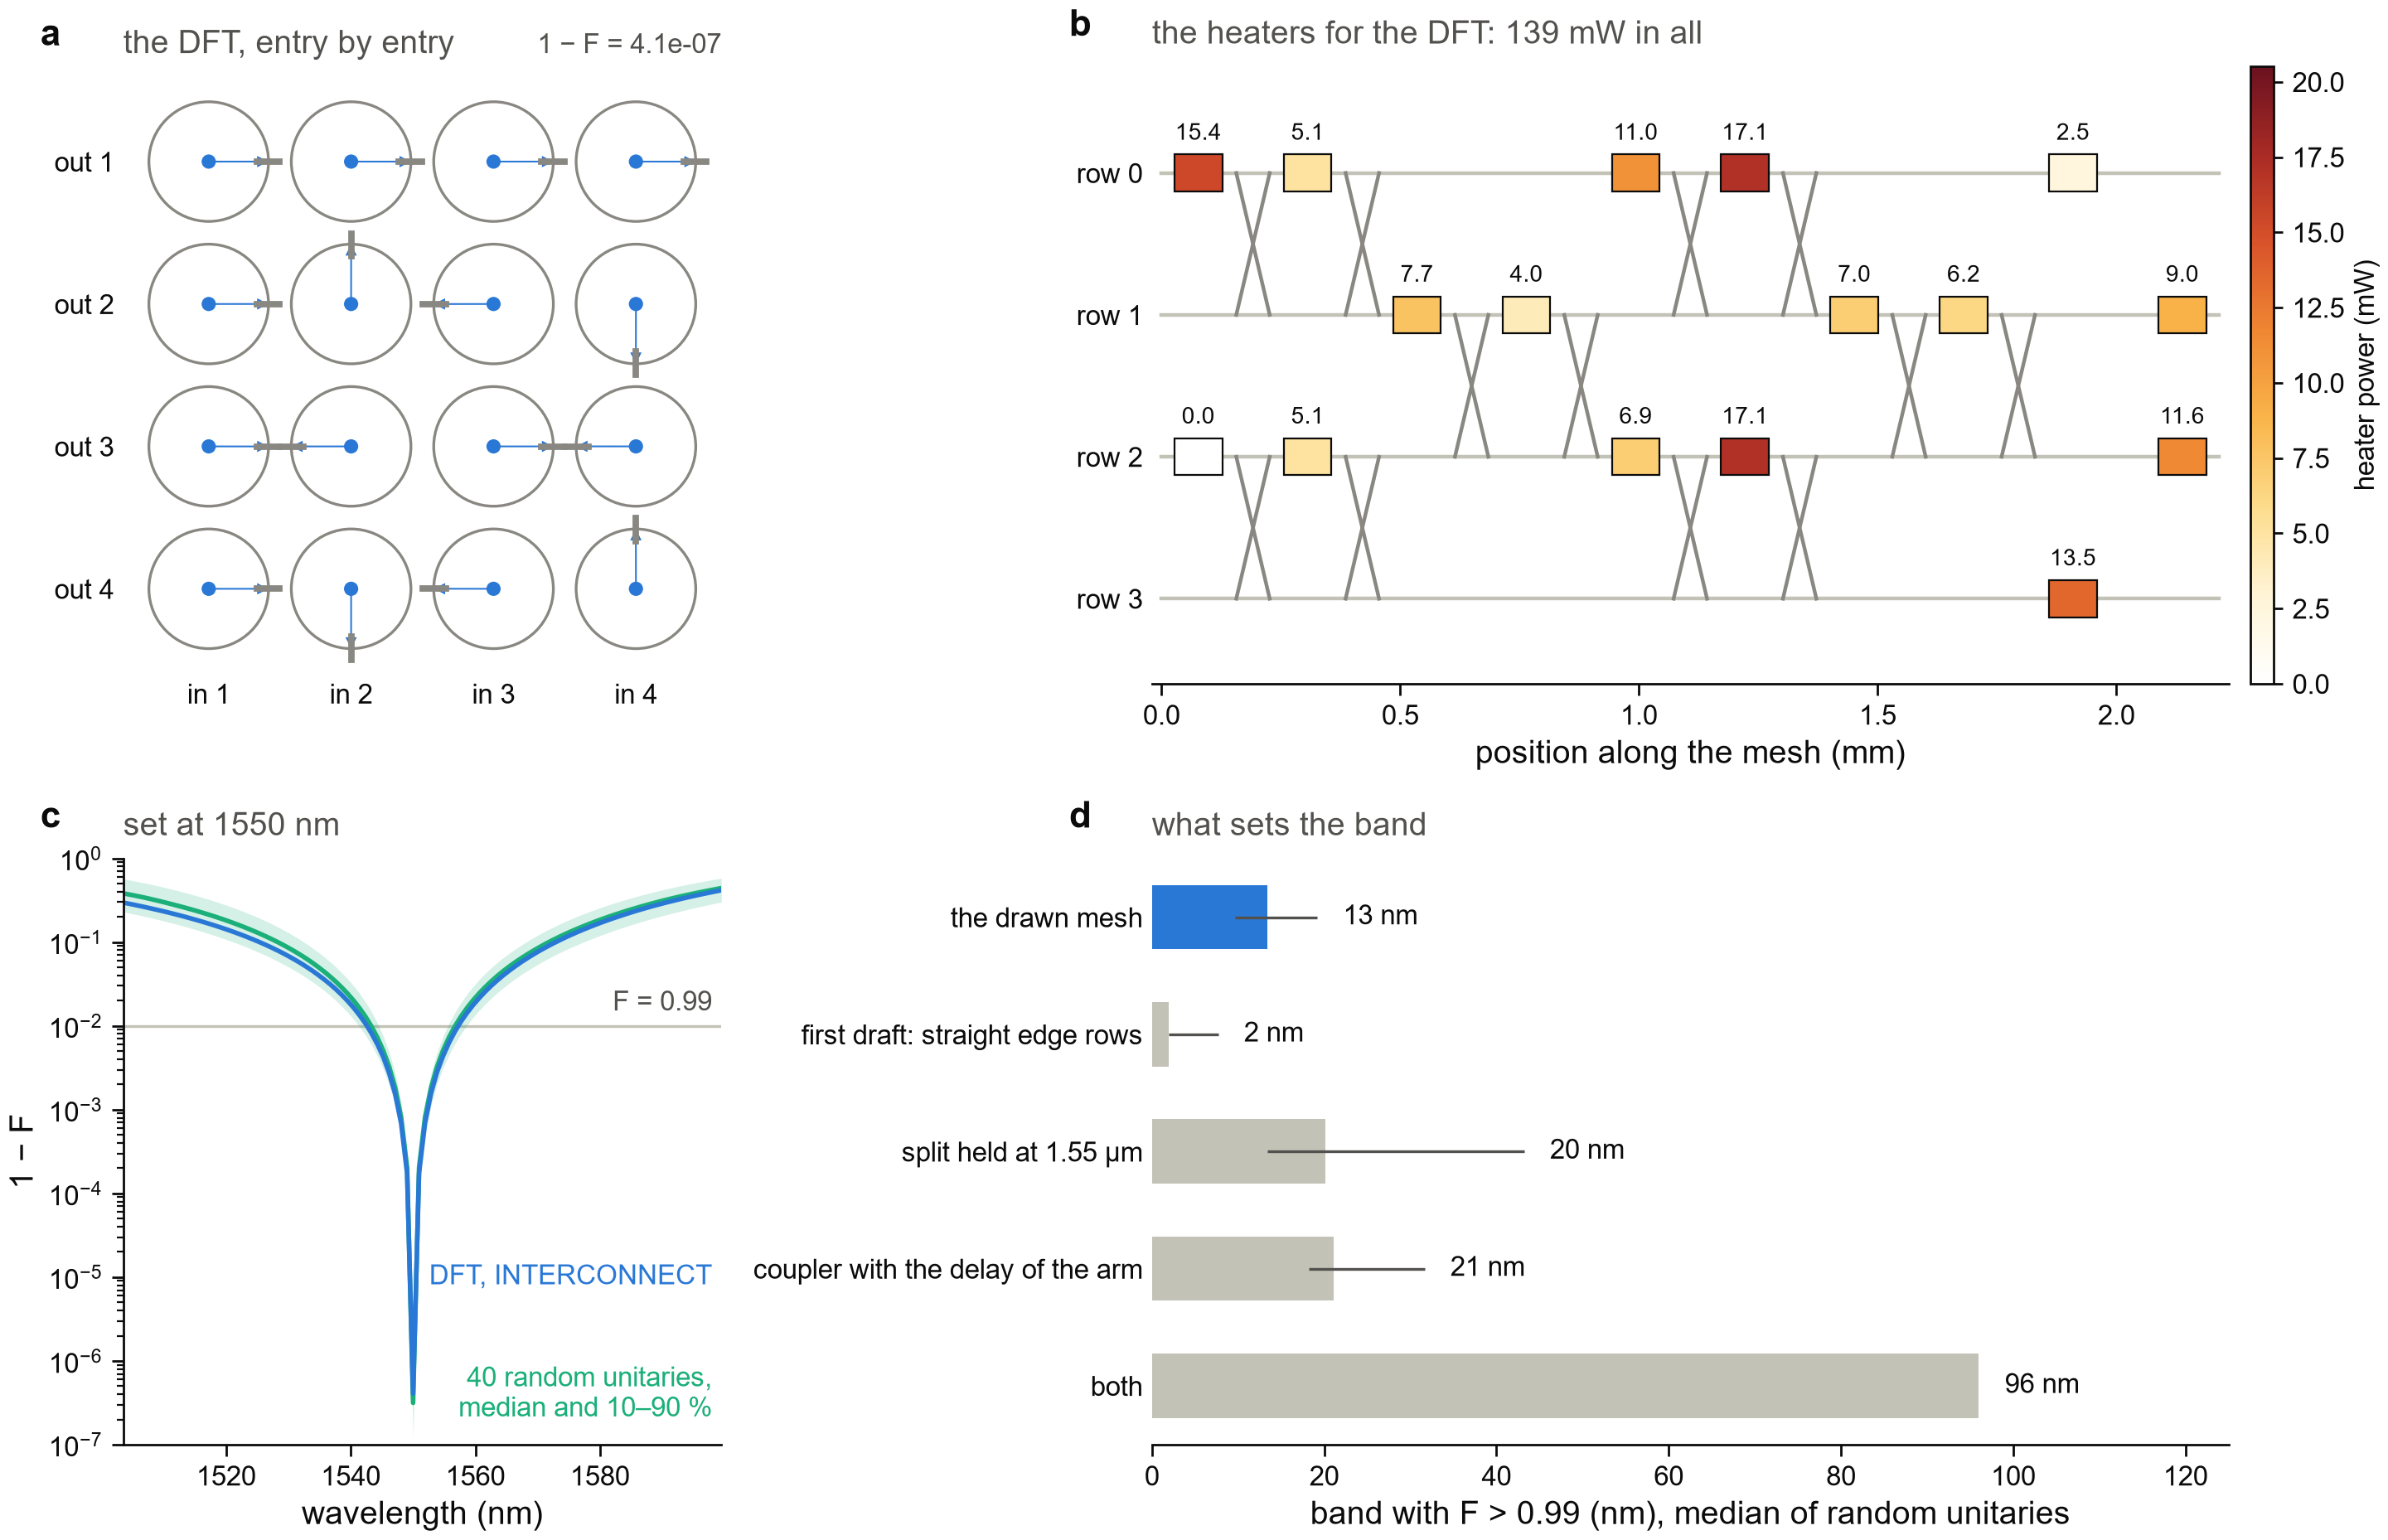 a
the DFT, entry by entry
1 − F = 4.1e-07
out 1
out 2
out 3
out 4
in 1
in 2
in 3
in 4
b
the heaters for the DFT: 139 mW in all
15.4
5.1
11.0
17.1
2.5
row 0
7.7
4.0
7.0
6.2
9.0
row 1
0.0
5.1
6.9
17.1
11.6
row 2
13.5
row 3
0.0
0.5
1.0
1.5
2.0
position along the mesh (mm)
20.0
17.5
15.0
12.5
10.0
7.5
5.0
2.5
0.0
heater power (mW)
c
set at 1550 nm
10⁰
10⁻¹
10⁻²
10⁻³
10⁻⁴
10⁻⁵
10⁻⁶
10⁻⁷
1 − F
F = 0.99
DFT, INTERCONNECT
40 random unitaries,
median and 10–90 %
1520
1540
1560
1580
wavelength (nm)
d
what sets the band
the drawn mesh
13 nm
first draft: straight edge rows
2 nm
split held at 1.55 µm
20 nm
coupler with the delay of the arm
21 nm
both
96 nm
0
20
40
60
80
100
120
band with F > 0.99 (nm), median of random unitaries